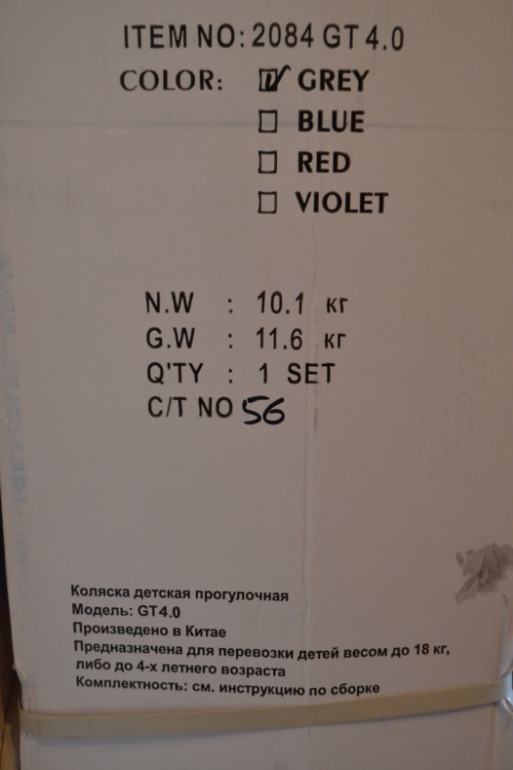 ITEM NO: 2084 GT 4.0
COLOR: ☑ GREY
☐ BLUE
☐ RED
☐ VIOLET
N.W : 10.1 кг
G.W : 11.6 кг
Q'TY : 1 SET
C/T NO 56
Коляска детская прогулочная
Модель: GT4.0
Произведено в Китае
Предназначена для перевозки детей весом до 18 кг,
либо до 4-х летнего возраста
Комплектность: см. инструкцию по сборке